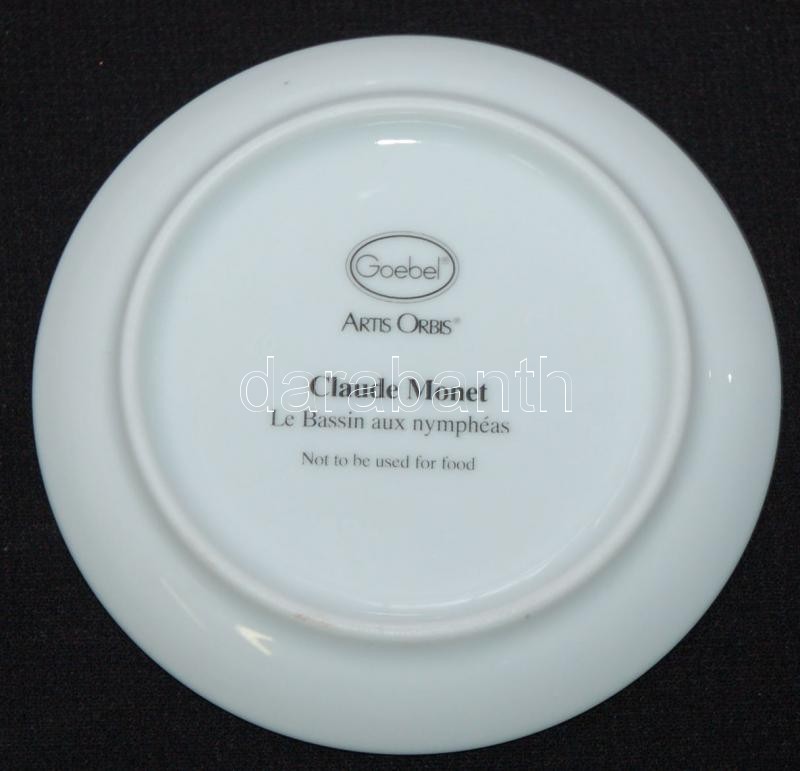 Goebel®
ARTIS ORBIS®
darabanth
Claude Monet
Le Bassin aux nymphéas
Not to be used for food